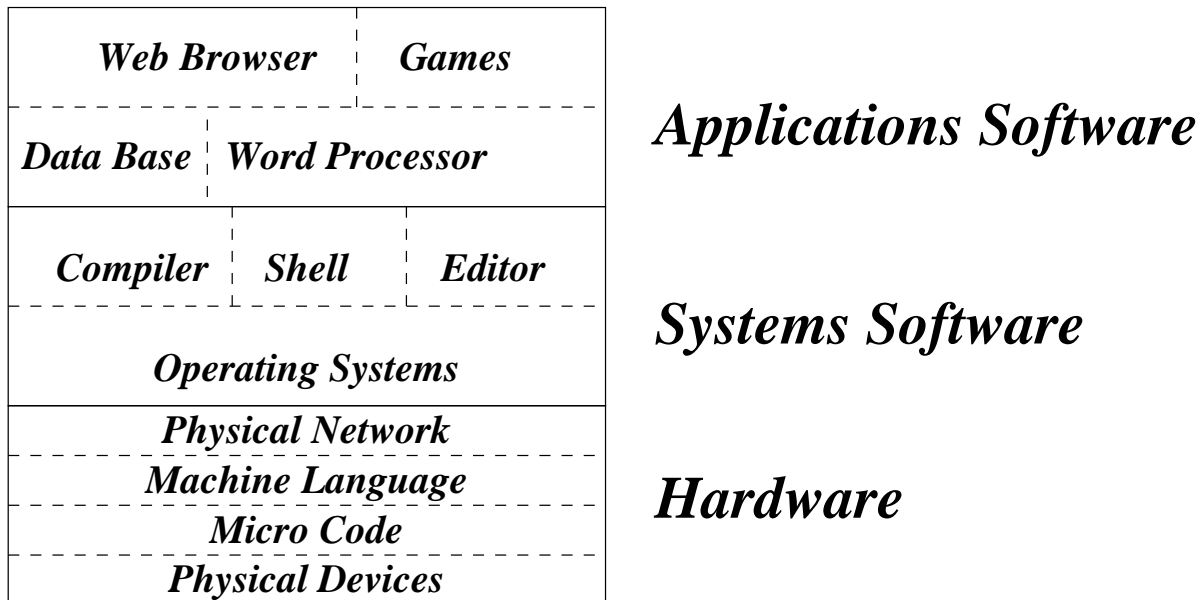 Web Browser Games
Applications Software
Data Base Word Processor
Compiler Shell Editor
Systems Software
Operating Systems
Physical Network
Machine Language
Hardware
Micro Code
Physical Devices